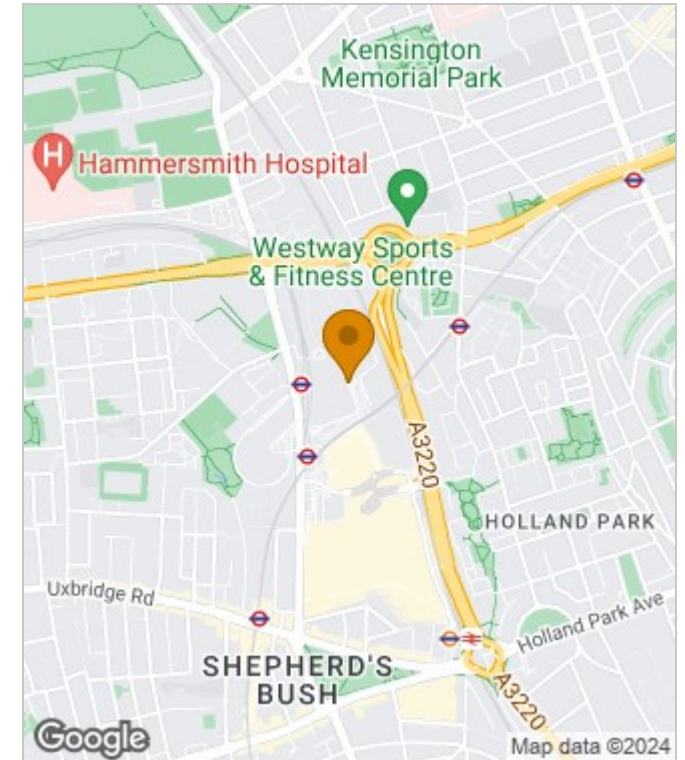 Kensington
Memorial Park
H
Hammersmith Hospital
Westway Sports
& Fitness Centre
A3220
HOLLAND PARK
Uxbridge Rd
Holland Park Ave
SHEPHERD'S
BUSH
A3220
Google
Map data ©2024